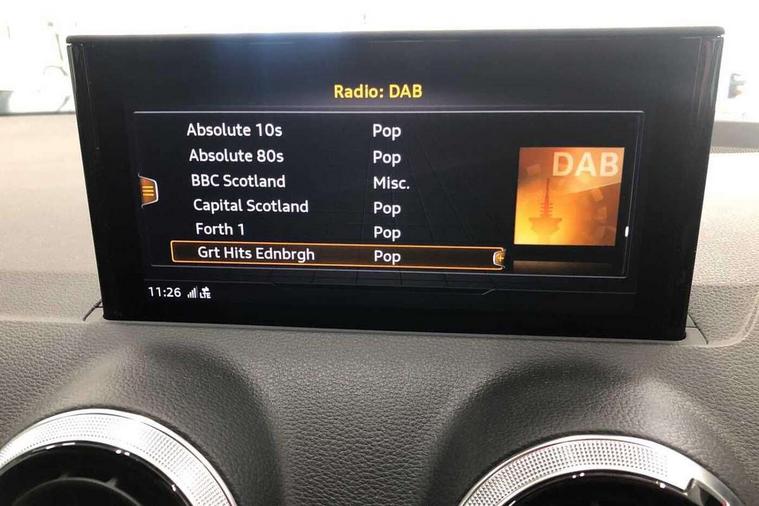 Radio: DAB
Absolute 10s Pop
Absolute 80s Pop
BBC Scotland Misc.
Capital Scotland Pop
Forth 1 Pop
Grt Hits Ednbrgh Pop
DAB
11:26 LTE